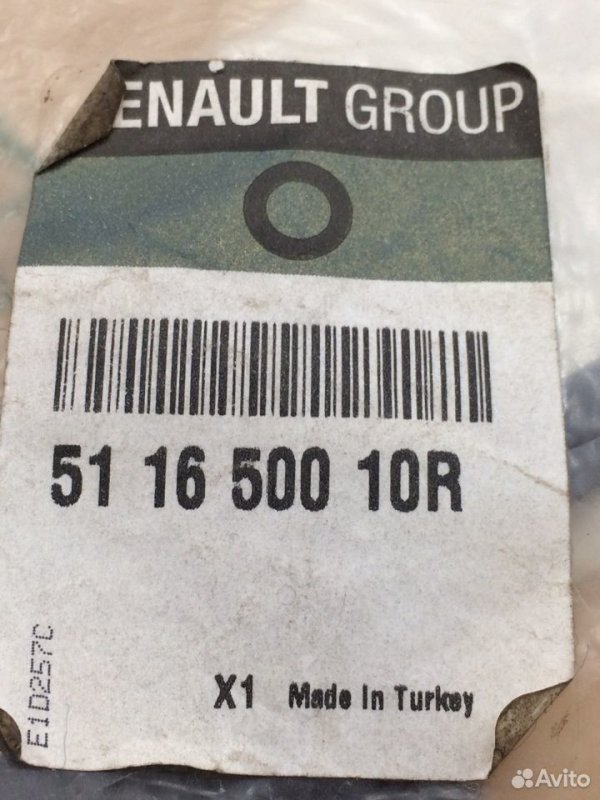 ENAULT GROUP
51 16 500 10R
E1D257C
X1 Made In Turkey
Avito